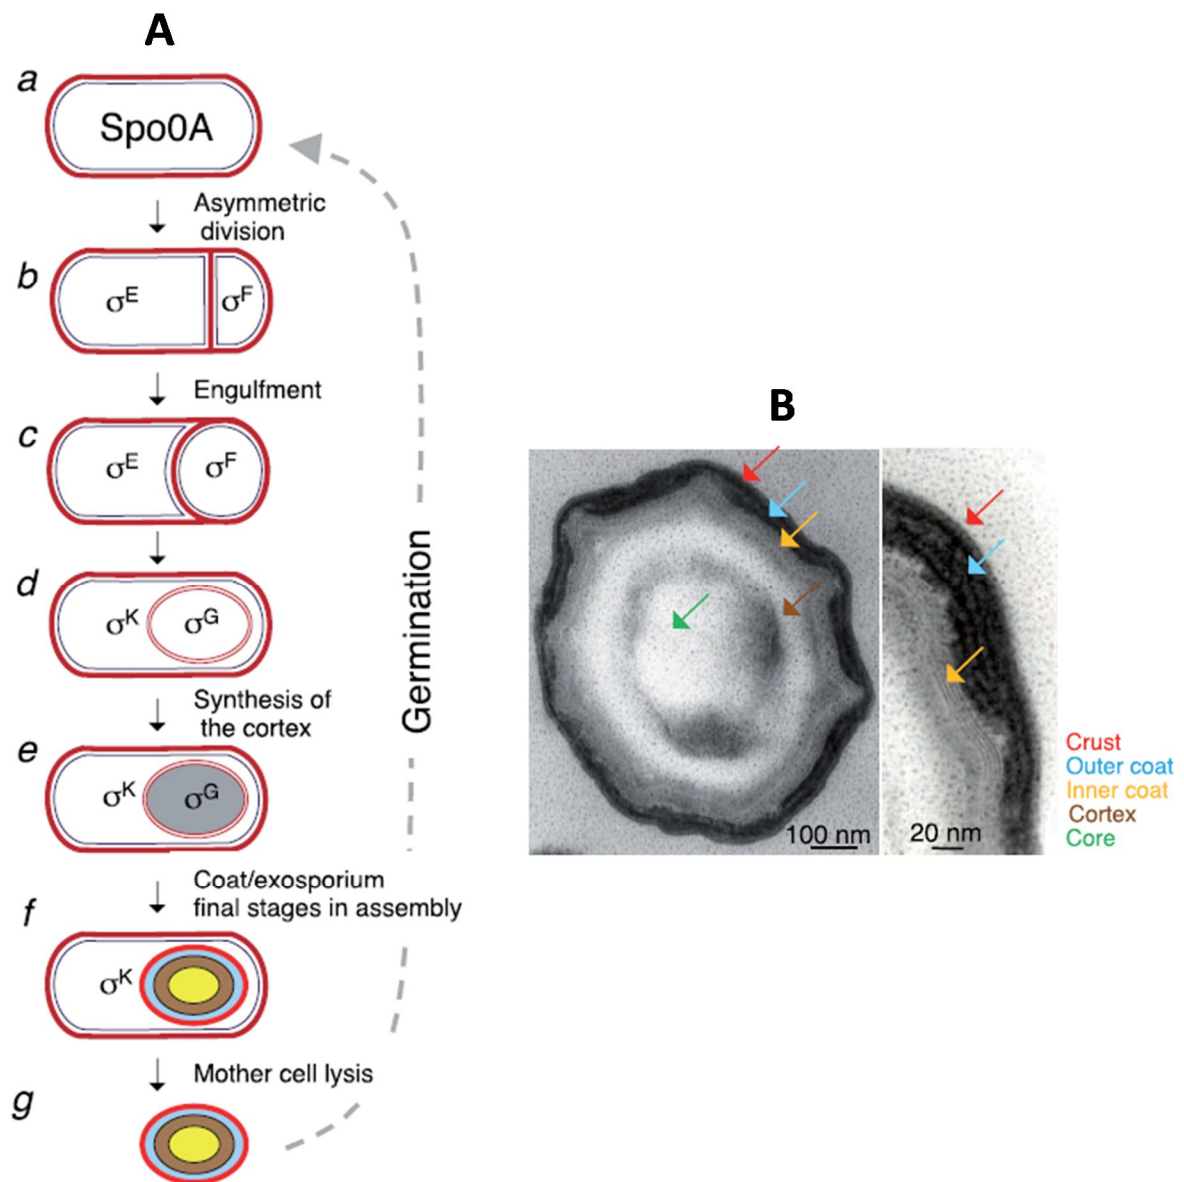 A
a
Spo0A
Asymmetric
division
b
σE
σF
Engulfment
c
σE
σF
d
σK
σG
Synthesis of
the cortex
e
σK
σG
Coat/exosporium
final stages in assembly
f
σK
Mother cell lysis
g
Germination
B
100 nm
20 nm
Crust
Outer coat
Inner coat
Cortex
Core